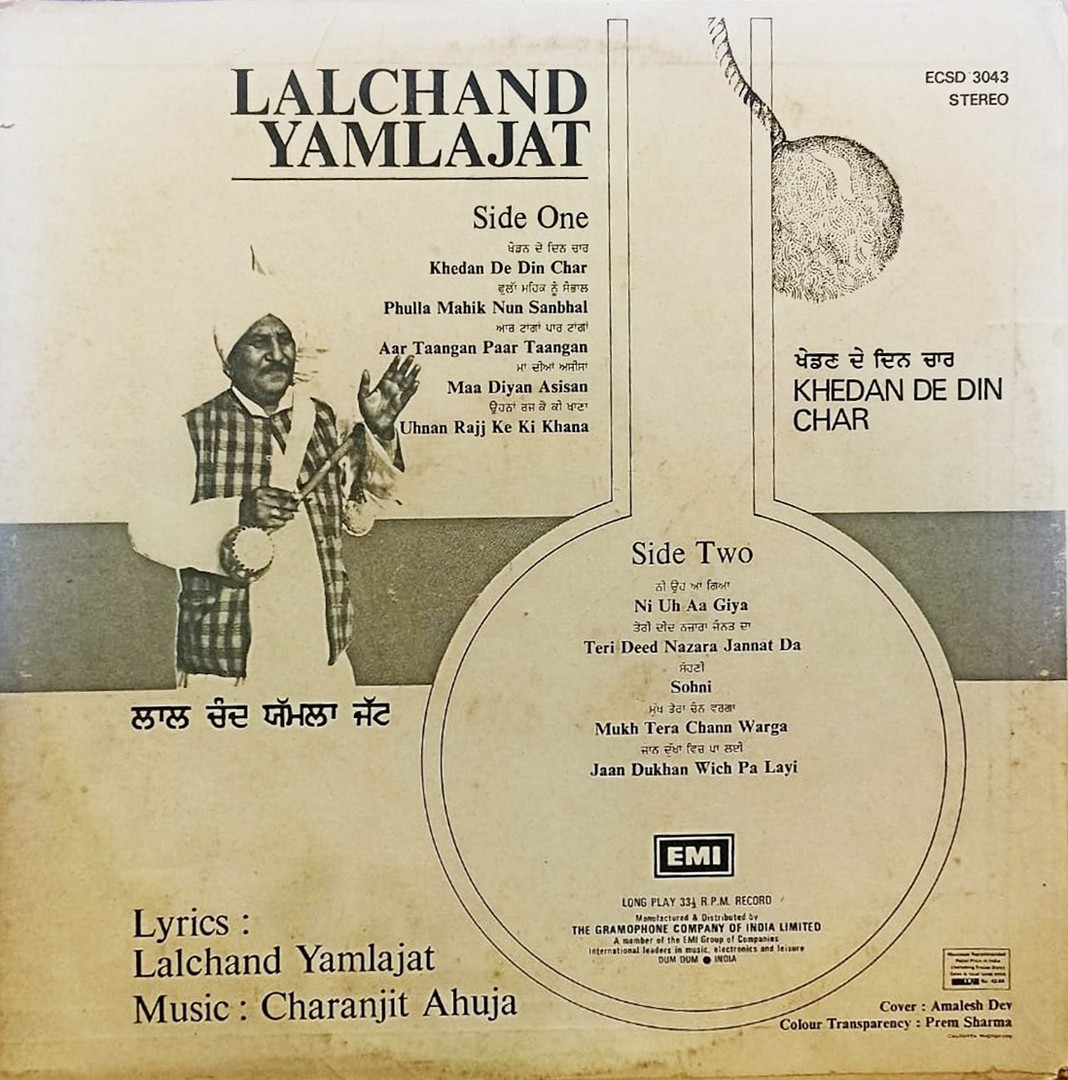 LALCHAND
YAMLAJAT
ECSD 3043
STEREO
Side One
ਖੇਡਨ ਦੇ ਦਿਨ ਚਾਰ
Khedan De Din Char
ਫੁਲਾਂ ਮਹਿਕ ਨੂੰ ਸੰਭਾਲ
Phulla Mahik Nun Sanbhal
ਆਰ ਟਾਂਗਾਂ ਪਾਰ ਟਾਂਗਾਂ
Aar Taangan Paar Taangan
ਮਾਂ ਦੀਆਂ ਅਸੀਸਾਂ
Maa Diyan Asisan
ਉਹਨਾਂ ਰਜ ਕੇ ਕੀ ਖਾਣਾ
Uhnan Rajj Ke Ki Khana
ਖੇਡਣ ਦੇ ਦਿਨ ਚਾਰ
KHEDAN DE DIN
CHAR
Side Two
ਨੀ ਉਹ ਆ ਗਿਆ
Ni Uh Aa Giya
ਤੇਰੀ ਦੀਦ ਨਜ਼ਾਰਾ ਜੰਨਤ ਦਾ
Teri Deed Nazara Jannat Da
ਸੋਹਣੀ
Sohni
ਮੁੱਖ ਤੇਰਾ ਚੰਨ ਵਰਗਾ
Mukh Tera Chann Warga
ਜਾਨ ਦੁੱਖਾਂ ਵਿਚ ਪਾ ਲਈ
Jaan Dukhan Wich Pa Layi
ਲਾਲ ਚੰਦ ਯੱਮਲਾ ਜੱਟ
EMI
LONG PLAY 33⅓ R.P.M. RECORD
Manufactured & Distributed by
THE GRAMOPHONE COMPANY OF INDIA LIMITED
A member of the EMI Group of Companies
International leaders in music, electronics and leisure
DUM DUM ● INDIA
Lyrics :
Lalchand Yamlajat
Music : Charanjit Ahuja
Cover : Amalesh Dev
Colour Transparency : Prem Sharma